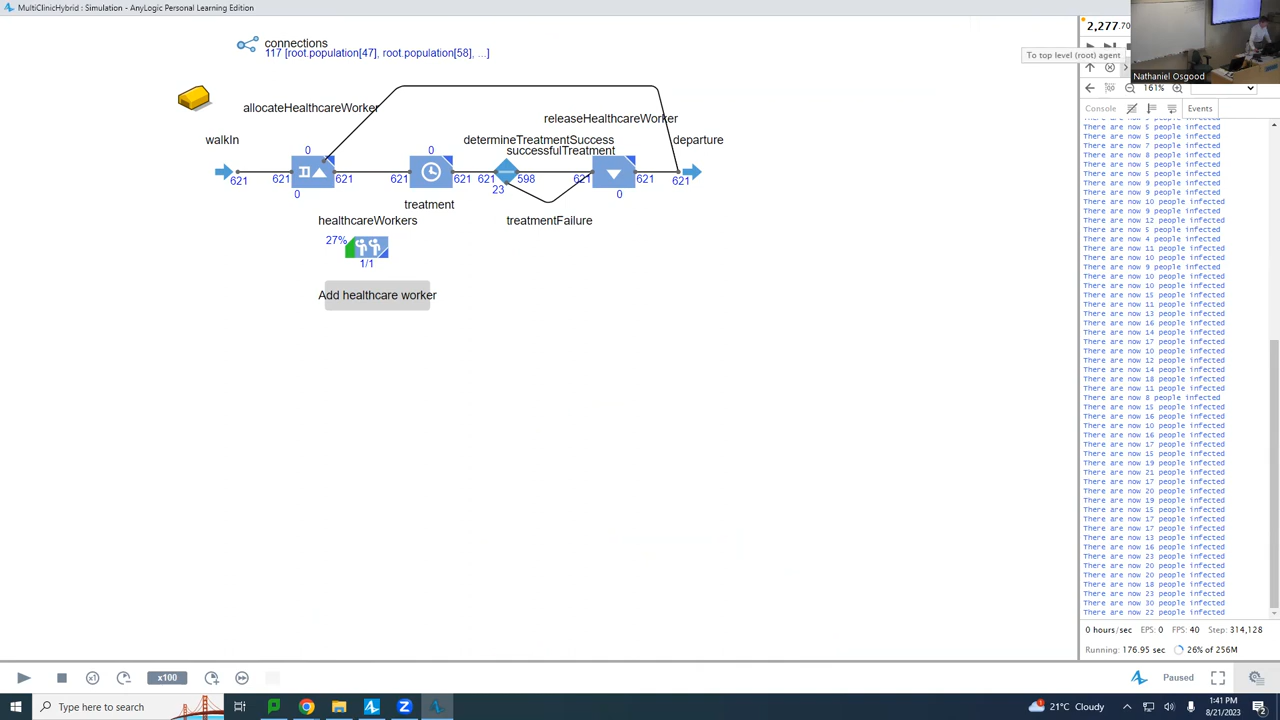 MultiClinicHybrid : Simulation - AnyLogic Personal Learning Edition
connections
117 [root.population[47], root.population[58], ...]
allocateHealthcareWorker
releaseHealthcareWorker
walkIn
determineTreatmentSuccess
departure
0
0
successfulTreatment
621
621
621
621
621
621
598
621
645
621
23
0
0
treatment
healthcareWorkers
treatmentFailure
27%
1/1
Add healthcare worker
2,277.70
To top level (root) agent
Nathaniel Osgood
161%
Console
Events
There are now 5 people infected
There are now 9 people infected
There are now 7 people infected
There are now 8 people infected
There are now 5 people infected
There are now 9 people infected
There are now 9 people infected
There are now 9 people infected
There are now 10 people infected
There are now 9 people infected
There are now 12 people infected
There are now 5 people infected
There are now 4 people infected
There are now 11 people infected
There are now 10 people infected
There are now 9 people infected
There are now 10 people infected
There are now 10 people infected
There are now 15 people infected
There are now 11 people infected
There are now 13 people infected
There are now 16 people infected
There are now 14 people infected
There are now 17 people infected
There are now 10 people infected
There are now 12 people infected
There are now 14 people infected
There are now 18 people infected
There are now 11 people infected
There are now 8 people infected
There are now 15 people infected
There are now 16 people infected
There are now 10 people infected
There are now 16 people infected
There are now 17 people infected
There are now 15 people infected
There are now 19 people infected
There are now 21 people infected
There are now 17 people infected
There are now 20 people infected
There are now 19 people infected
There are now 15 people infected
There are now 17 people infected
There are now 17 people infected
There are now 13 people infected
There are now 16 people infected
There are now 23 people infected
There are now 20 people infected
There are now 20 people infected
There are now 18 people infected
There are now 23 people infected
There are now 30 people infected
There are now 22 people infected
0 hours/sec EPS: 0 FPS: 40 Step: 314,128
Running: 176.95 sec 26% of 256M
x1
x100
Paused
Type here to search
21°C Cloudy
1:41 PM
8/21/2023
2